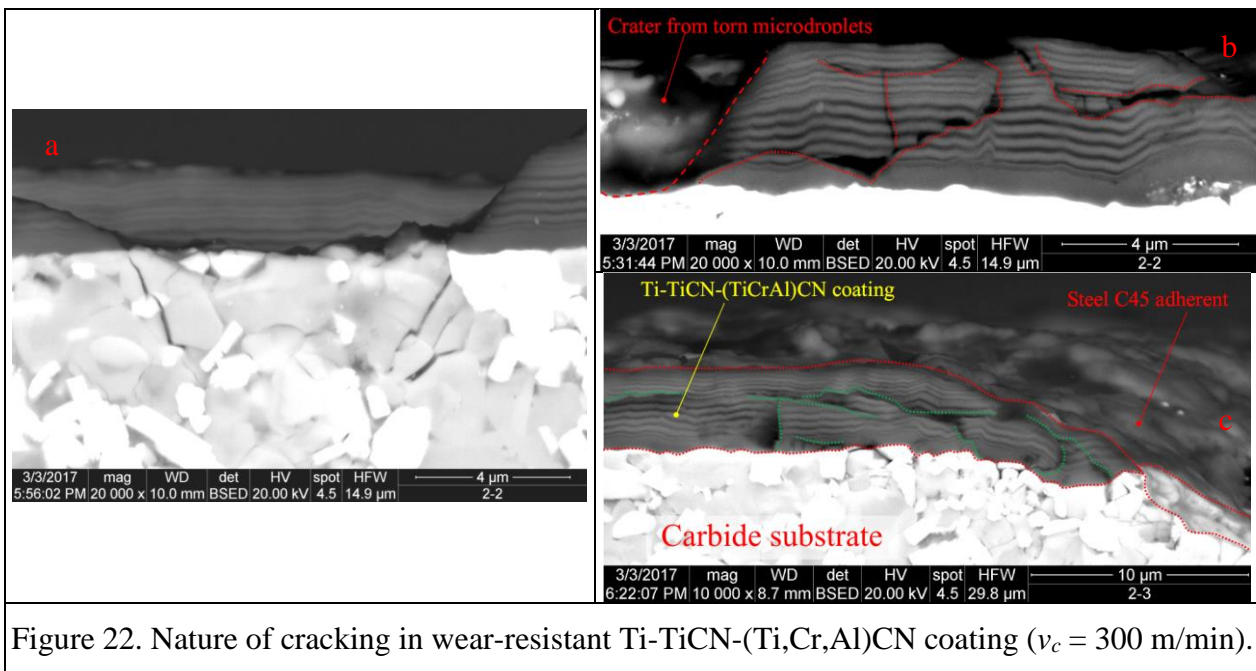 a
3/3/2017 mag WD det HV spot HFW 4 µm
5:56:02 PM 20 000 x 10.0 mm BSED 20.00 kV 4.5 14.9 µm 2-2
Crater from torn microdroplets
b
3/3/2017 mag WD det HV spot HFW 4 µm
5:31:44 PM 20 000 x 10.0 mm BSED 20.00 kV 4.5 14.9 µm 2-2
Ti-TiCN-(TiCrAl)CN coating
Steel C45 adherent
c
Carbide substrate
3/3/2017 mag WD det HV spot HFW 10 µm
6:22:07 PM 10 000 x 8.7 mm BSED 20.00 kV 4.5 29.8 µm 2-3
Figure 22. Nature of cracking in wear-resistant Ti-TiCN-(Ti,Cr,Al)CN coating (vc = 300 m/min).